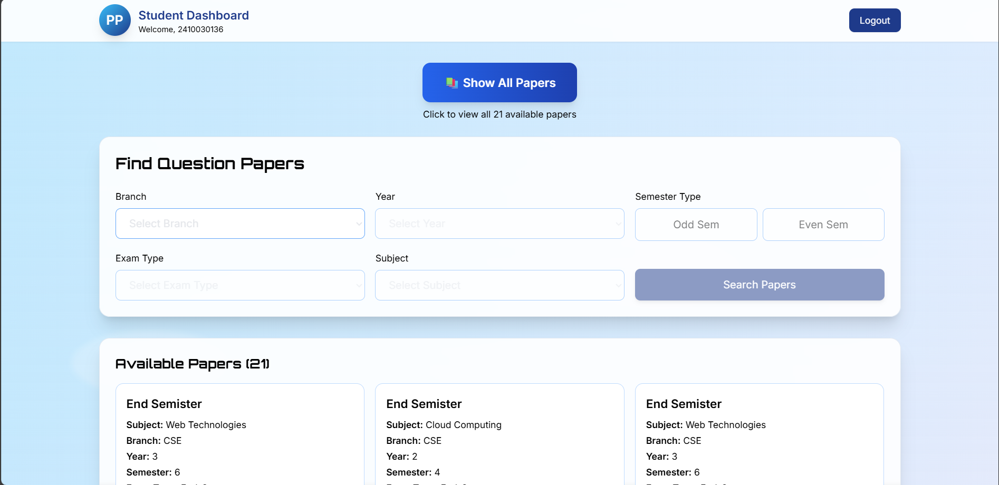 PP
Student Dashboard
Welcome, 2410030136
Logout
Show All Papers
Click to view all 21 available papers
Find Question Papers
Branch
Year
Semester Type
Select Branch
Select Year
Odd Sem
Even Sem
Exam Type
Subject
Select Exam Type
Select Subject
Search Papers
Available Papers (21)
End Semister
Subject: Web Technologies
Branch: CSE
Year: 3
Semester: 6
End Semister
Subject: Cloud Computing
Branch: CSE
Year: 2
Semester: 4
End Semister
Subject: Web Technologies
Branch: CSE
Year: 3
Semester: 6